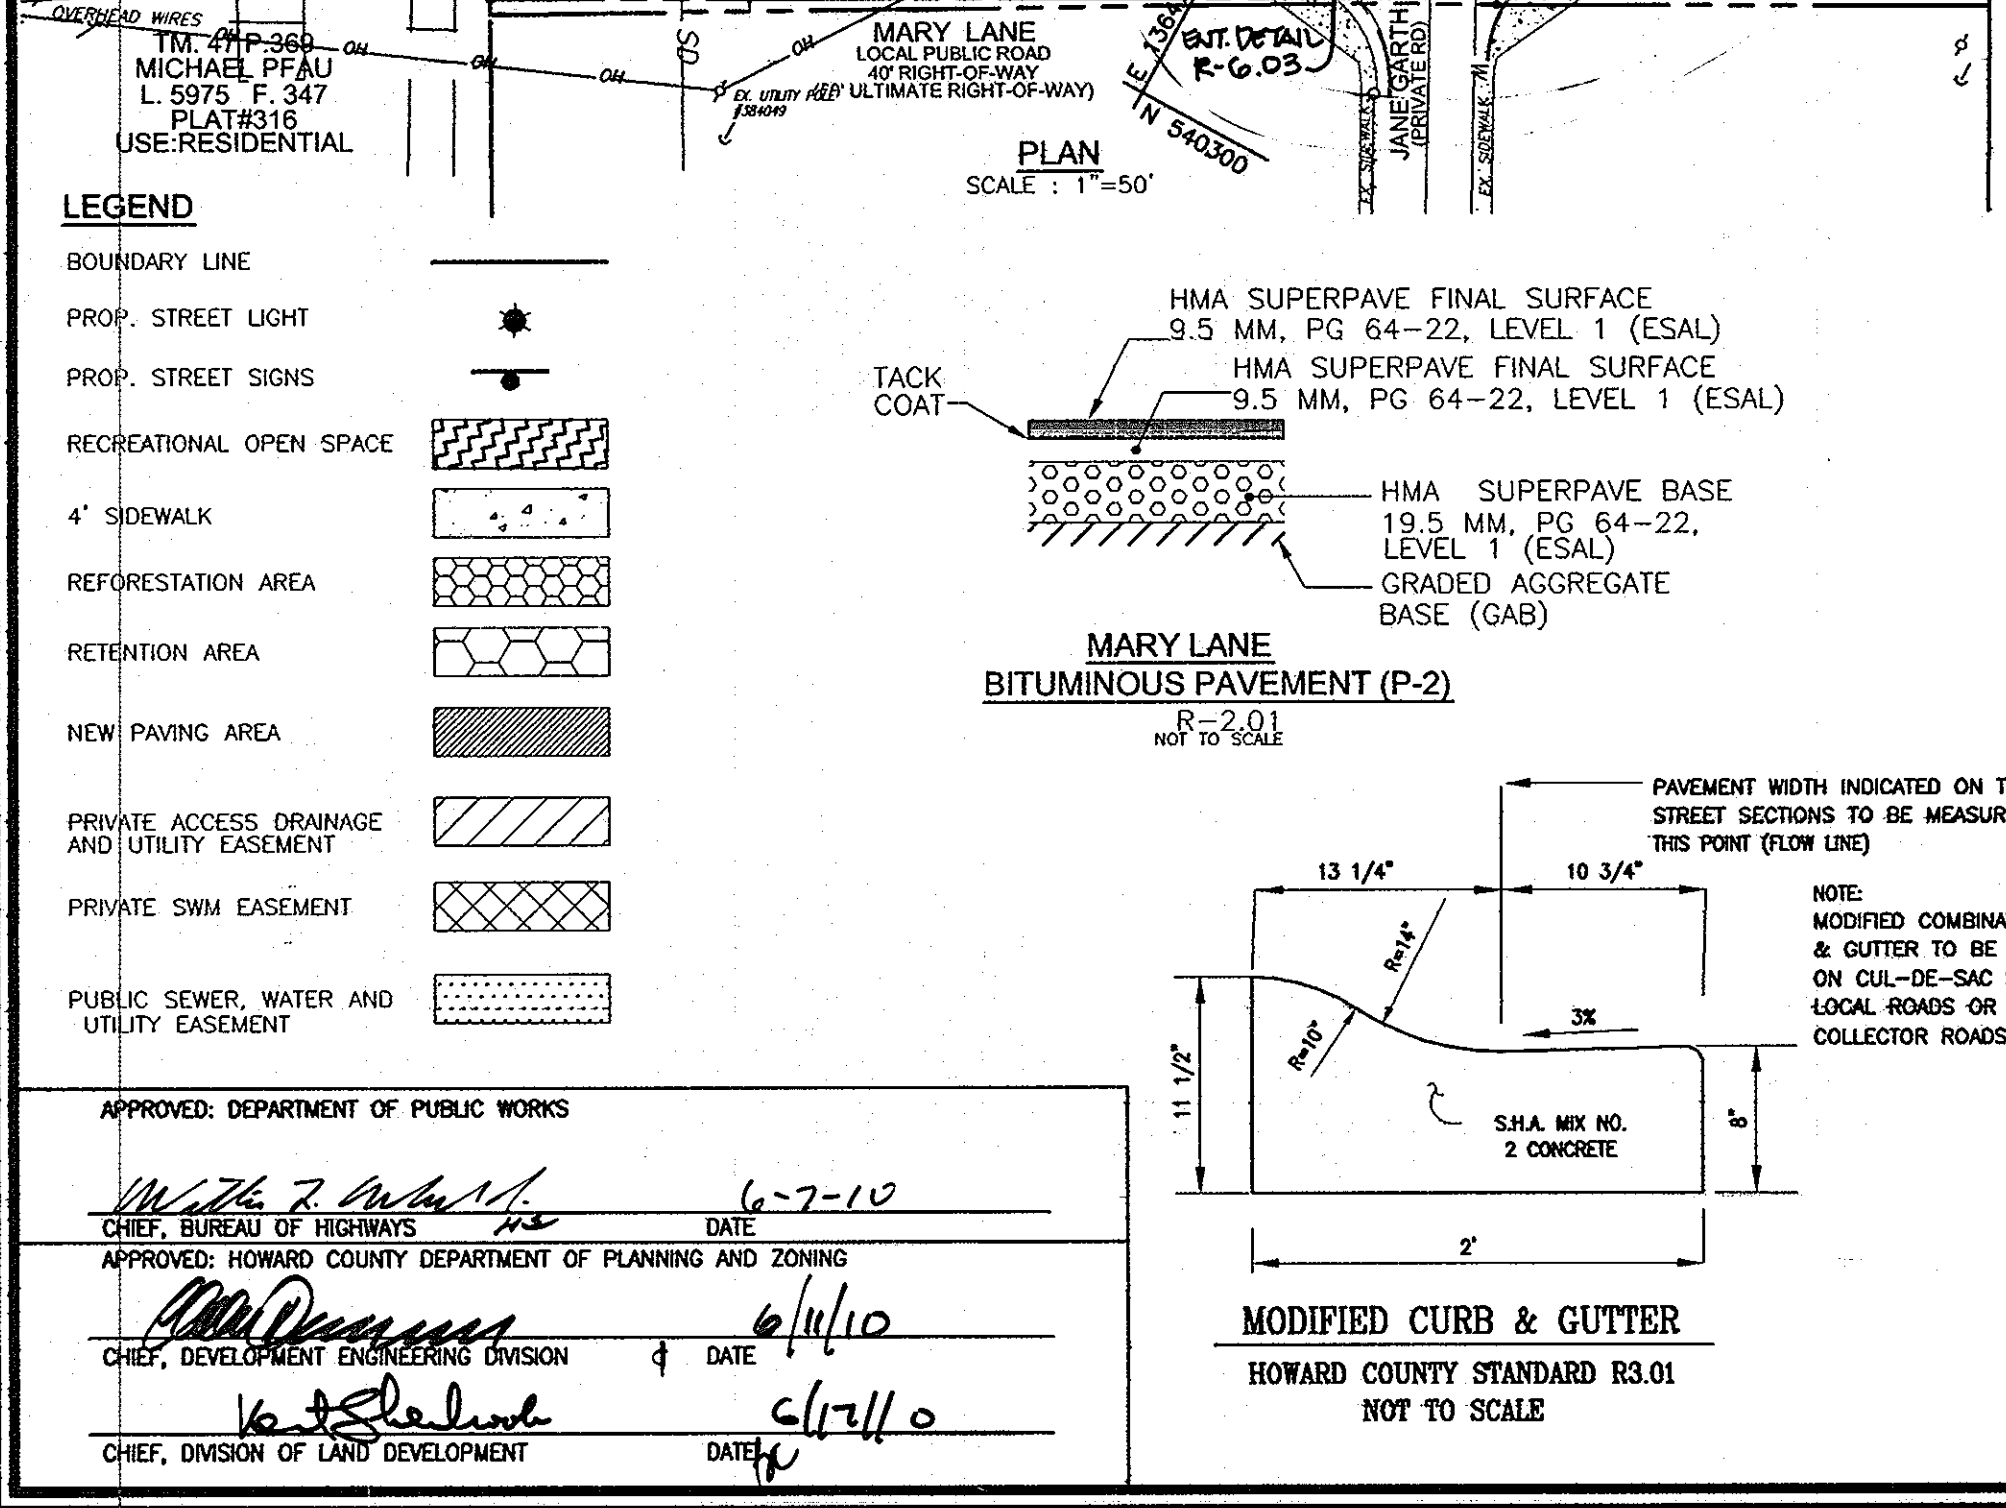 OVERHEAD WIRES
TM. 47 P.369
MICHAEL PFAU
L. 5975 F. 347
PLAT#316
USE:RESIDENTIAL
OH
OH
OH
OH
OH
SD
EX. UTILITY POLE
MARY LANE
LOCAL PUBLIC ROAD
40' RIGHT-OF-WAY
ULTIMATE RIGHT-OF-WAY)
E 1364
N 540300
ENT. DETAIL
R-6.03
EX. SIDEWALK
JANE GARTH
(PRIVATE RD)
EX. SIDEWALK
PLAN
SCALE : 1"=50'
LEGEND
BOUNDARY LINE
PROP. STREET LIGHT
PROP. STREET SIGNS
RECREATIONAL OPEN SPACE
4' SIDEWALK
REFORESTATION AREA
RETENTION AREA
NEW PAVING AREA
PRIVATE ACCESS DRAINAGE
AND UTILITY EASEMENT
PRIVATE SWM EASEMENT
PUBLIC SEWER, WATER AND
UTILITY EASEMENT
HMA SUPERPAVE FINAL SURFACE
9.5 MM, PG 64-22, LEVEL 1 (ESAL)
HMA SUPERPAVE FINAL SURFACE
9.5 MM, PG 64-22, LEVEL 1 (ESAL)
TACK
COAT
HMA SUPERPAVE BASE
19.5 MM, PG 64-22,
LEVEL 1 (ESAL)
GRADED AGGREGATE
BASE (GAB)
MARY LANE
BITUMINOUS PAVEMENT (P-2)
R-2.01
NOT TO SCALE
PAVEMENT WIDTH INDICATED ON T
STREET SECTIONS TO BE MEASUR
THIS POINT (FLOW LINE)
13 1/4"
10 3/4"
R=14"
R=10"
3%
11 1/2"
8"
S.H.A. MIX NO.
2 CONCRETE
2'
NOTE:
MODIFIED COMBINA
& GUTTER TO BE
ON CUL-DE-SAC
LOCAL ROADS OR
COLLECTOR ROADS
MODIFIED CURB & GUTTER
HOWARD COUNTY STANDARD R3.01
NOT TO SCALE
APPROVED: DEPARTMENT OF PUBLIC WORKS
6-7-10
CHIEF, BUREAU OF HIGHWAYS DATE
APPROVED: HOWARD COUNTY DEPARTMENT OF PLANNING AND ZONING
6/11/10
CHIEF, DEVELOPMENT ENGINEERING DIVISION DATE
6/17/10
CHIEF, DIVISION OF LAND DEVELOPMENT DATE